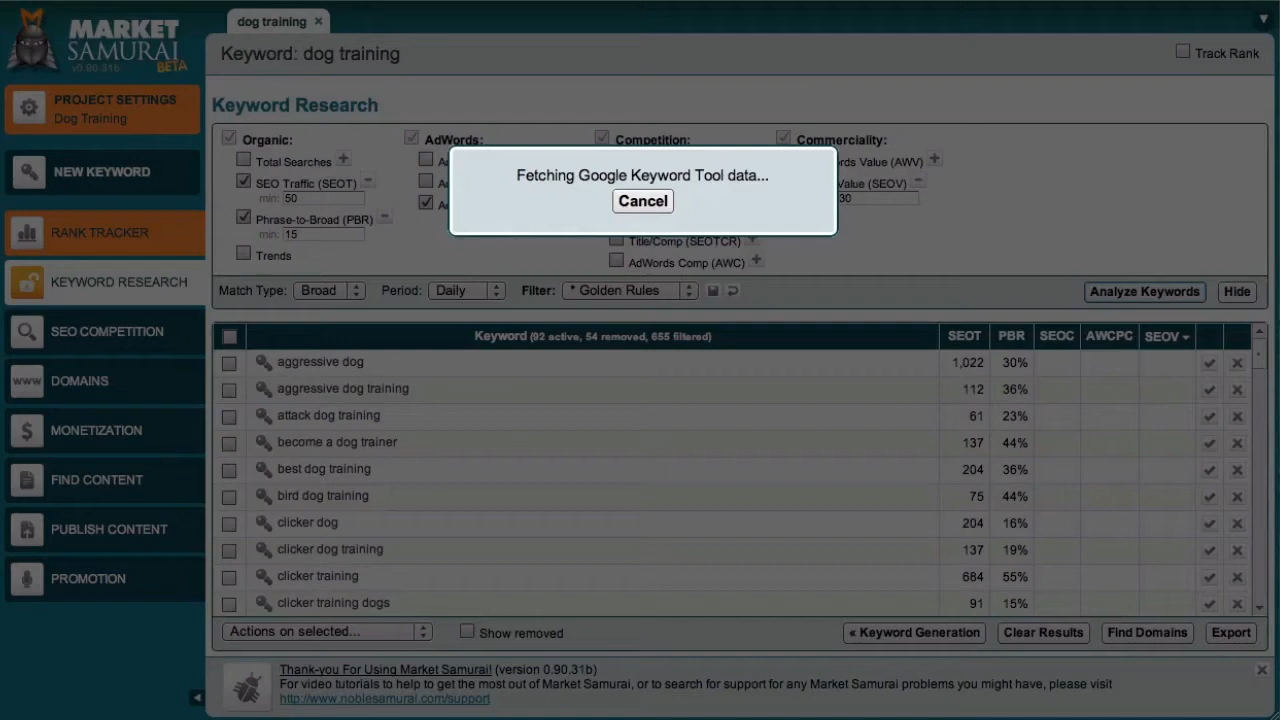 MARKET
SAMURAI
BETA
v0.90.31b
dog training ×
Keyword: dog training
Track Rank
PROJECT SETTINGS
Dog Training
NEW KEYWORD
RANK TRACKER
KEYWORD RESEARCH
SEO COMPETITION
www DOMAINS
$ MONETIZATION
FIND CONTENT
PUBLISH CONTENT
PROMOTION
Keyword Research
Organic: AdWords: Competition: Commerciality:
Total Searches + rds Value (AWV) +
SEO Traffic (SEOT) − Value (SEOV) −
min: 50 30
Phrase-to-Broad (PBR) −
min: 15
Title/Comp (SEOTCR) +
Trends
AdWords Comp (AWC) +
Fetching Google Keyword Tool data...
Cancel
Match Type: Broad Period: Daily Filter: * Golden Rules Analyze Keywords Hide
Keyword (92 active, 54 removed, 655 filtered) SEOT PBR SEOC AWCPC SEOV
aggressive dog 1,022 30%
aggressive dog training 112 36%
attack dog training 61 23%
become a dog trainer 137 44%
best dog training 204 36%
bird dog training 75 44%
clicker dog 204 16%
clicker dog training 137 19%
clicker training 684 55%
clicker training dogs 91 15%
Actions on selected... Show removed « Keyword Generation Clear Results Find Domains Export
Thank-you For Using Market Samurai! (version 0.90.31b)
For video tutorials to help to get the most out of Market Samurai, or to search for support for any Market Samurai problems you might have, please visit
http://www.noblesamurai.com/support